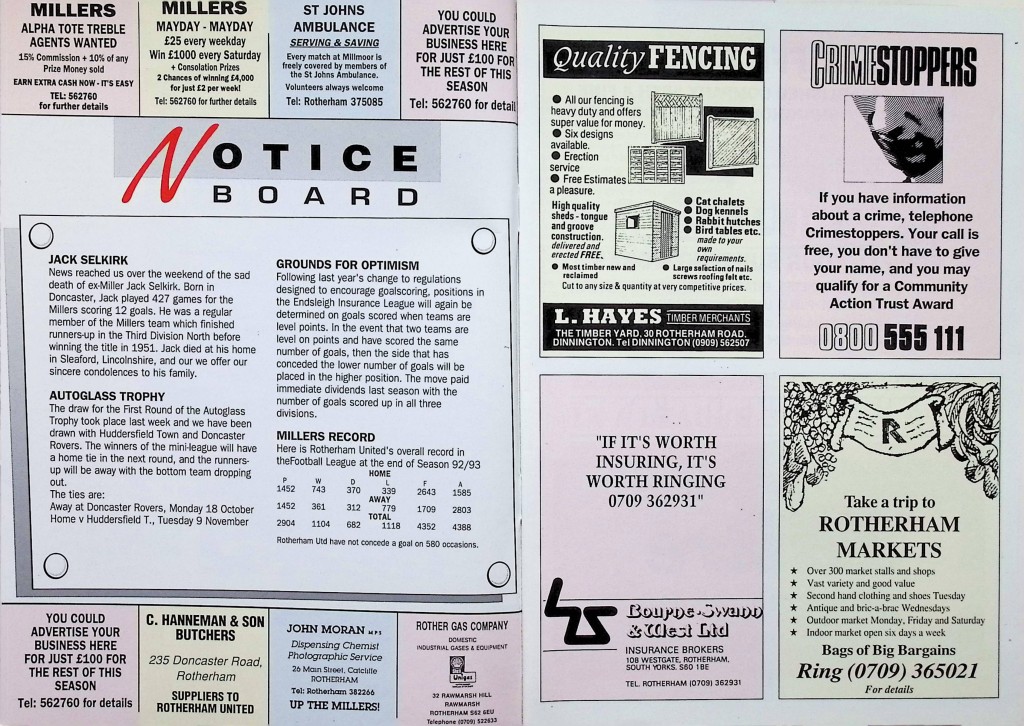 MILLERS
ALPHA TOTE TREBLE
AGENTS WANTED
15% Commission + 10% of any
Prize Money sold
EARN EXTRA CASH NOW - IT'S EASY
TEL: 562760
for further details
MILLERS
MAYDAY - MAYDAY
£25 every weekday
Win £1000 every Saturday
+ Consolation Prizes
2 Chances of winning £4,000
for just £2 per week!
Tel: 562760 for further details
ST JOHNS
AMBULANCE
SERVING & SAVING
Every match at Millmoor is
freely covered by members of
the St Johns Ambulance.
Volunteers always welcome
Tel: Rotherham 375085
YOU COULD
ADVERTISE YOUR
BUSINESS HERE
FOR JUST £100 FOR
THE REST OF THIS
SEASON
Tel: 562760 for detail
NOTICE
BOARD
JACK SELKIRK
News reached us over the weekend of the sad
death of ex-Miller Jack Selkirk. Born in
Doncaster, Jack played 427 games for the
Millers scoring 12 goals. He was a regular
member of the Millers team which finished
runners-up in the Third Division North before
winning the title in 1951. Jack died at his home
in Sleaford, Lincolnshire, and our we offer our
sincere condolences to his family.
AUTOGLASS TROPHY
The draw for the First Round of the Autoglass
Trophy took place last week and we have been
drawn with Huddersfield Town and Doncaster
Rovers. The winners of the mini-league will have
a home tie in the next round, and the runners-
up will be away with the bottom team dropping
out.
The ties are:
Away at Doncaster Rovers, Monday 18 October
Home v Huddersfield T., Tuesday 9 November
GROUNDS FOR OPTIMISM
Following last year's change to regulations
designed to encourage goalscoring, positions in
the Endsleigh Insurance League will again be
determined on goals scored when teams are
level points. In the event that two teams are
level on points and have scored the same
number of goals, then the side that has
conceded the lower number of goals will be
placed in the higher position. The move paid
immediate dividends last season with the
number of goals scored up in all three
divisions.
MILLERS RECORD
Here is Rotherham United's overall record in
theFootball League at the end of Season 92/93
HOME
P W D L F A
1452 743 370 339 2643 1585
AWAY
1452 361 312 779 1709 2803
TOTAL
2904 1104 682 1118 4352 4388
Rotherham Utd have not concede a goal on 580 occasions.
YOU COULD
ADVERTISE YOUR
BUSINESS HERE
FOR JUST £100 FOR
THE REST OF THIS
SEASON
Tel: 562760 for details
C. HANNEMAN & SON
BUTCHERS
235 Doncaster Road,
Rotherham
SUPPLIERS TO
ROTHERHAM UNITED
JOHN MORAN MPS
Dispensing Chemist
Photographic Service
26 Main Street, Catcliffe
ROTHERHAM
Tel: Rotherham 382266
UP THE MILLERS!
ROTHER GAS COMPANY
DOMESTIC
INDUSTRIAL GASES & EQUIPMENT
Unigas
32 RAWMARSH HILL
RAWMARSH
ROTHERHAM S62 6EU
Telephone (0709) 522633
Quality FENCING
● All our fencing is
heavy duty and offers
super value for money.
● Six designs
available.
● Erection
service
● Free Estimates
a pleasure.
High quality
sheds - tongue
and groove
construction.
delivered and
erected FREE.
● Cat chalets
● Dog kennels
● Rabbit hutches
● Bird tables etc.
made to your
own
requirements.
● Most timber new and
reclaimed
● Large selection of nails
screws roofing felt etc.
Cut to any size & quantity at very competitive prices.
L. HAYES TIMBER MERCHANTS
THE TIMBER YARD, 30 ROTHERHAM ROAD,
DINNINGTON. Tel DINNINGTON (0909) 562507
CRIMESTOPPERS
If you have information
about a crime, telephone
Crimestoppers. Your call is
free, you don't have to give
your name, and you may
qualify for a Community
Action Trust Award
0800 555 111
"IF IT'S WORTH
INSURING, IT'S
WORTH RINGING
0709 362931"
Bourne-Swann
& West Ltd
INSURANCE BROKERS
108 WESTGATE, ROTHERHAM,
SOUTH YORKS. S60 1BE
TEL. ROTHERHAM (0709) 362931
R
Take a trip to
ROTHERHAM
MARKETS
★ Over 300 market stalls and shops
★ Vast variety and good value
★ Second hand clothing and shoes Tuesday
★ Antique and bric-a-brac Wednesdays
★ Outdoor market Monday, Friday and Saturday
★ Indoor market open six days a week
Bags of Big Bargains
Ring (0709) 365021
For details